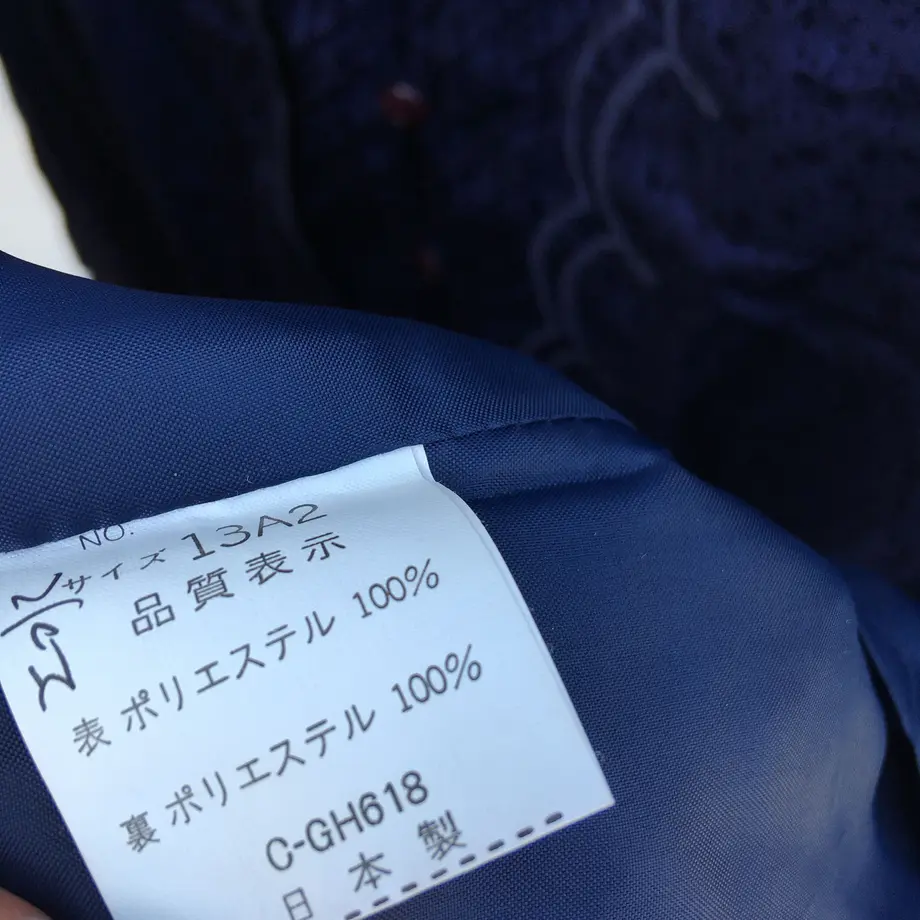 NO.
サイズ 13A2
品質表示
表 ポリエステル 100%
裏 ポリエステル 100%
C-GH618
日本製